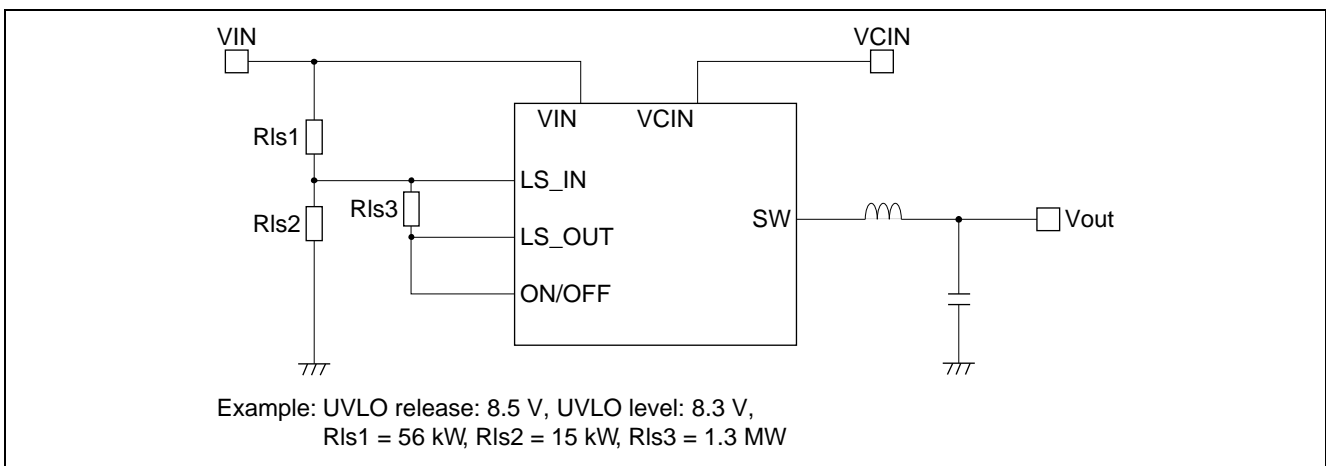 VIN
VCIN
VIN
VCIN
Rls1
LS_IN
Rls3
Rls2
SW
Vout
LS_OUT
ON/OFF
Example: UVLO release: 8.5 V, UVLO level: 8.3 V,
Rls1 = 56 kW, Rls2 = 15 kW, Rls3 = 1.3 MW